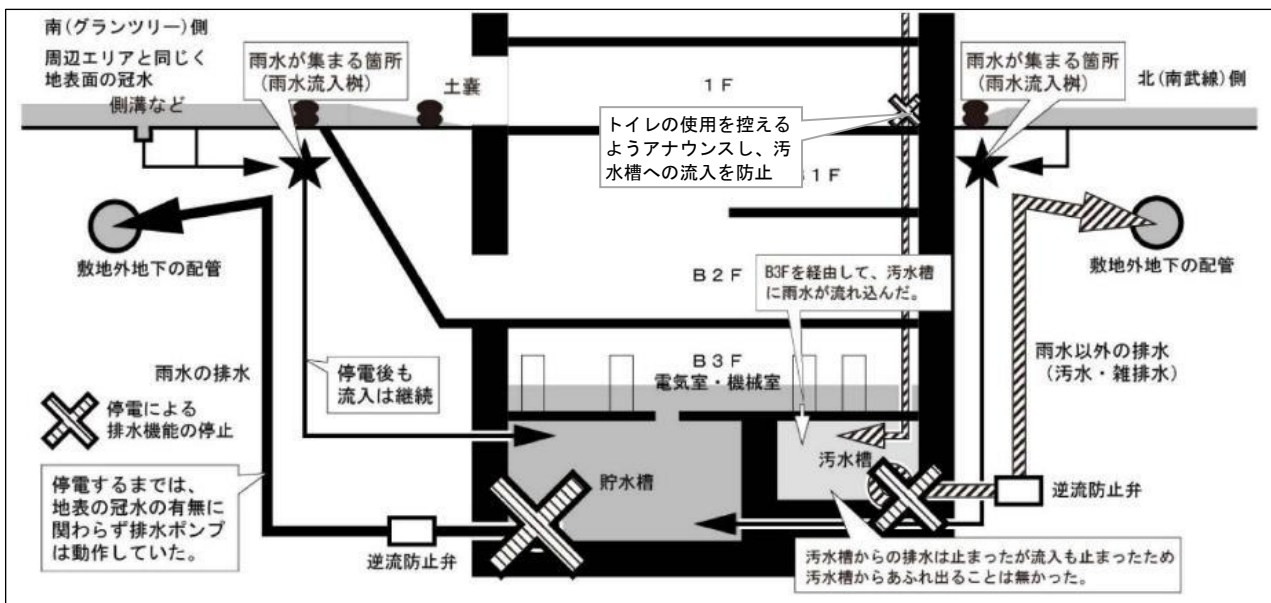 南(グランツリー)側
周辺エリアと同じく
地表面の冠水
側溝など
雨水が集まる箇所
(雨水流入桝)
土嚢
1F
トイレの使用を控える
ようアナウンスし、汚
水槽への流入を防止
雨水が集まる箇所
(雨水流入桝)
北(南武線)側
1F
敷地外地下の配管
B2F
B3Fを経由して、汚水槽
に雨水が流れ込んだ。
敷地外地下の配管
雨水の排水
停電後も
流入は継続
B3F
電気室・機械室
雨水以外の排水
(汚水・雑排水)
停電による
排水機能の停止
貯水槽
汚水槽
停電するまでは、
地表の冠水の有無に
関わらず排水ポンプ
は動作していた。
逆流防止弁
逆流防止弁
汚水槽からの排水は止まったが流入も止まったため
汚水槽からあふれ出ることは無かった。